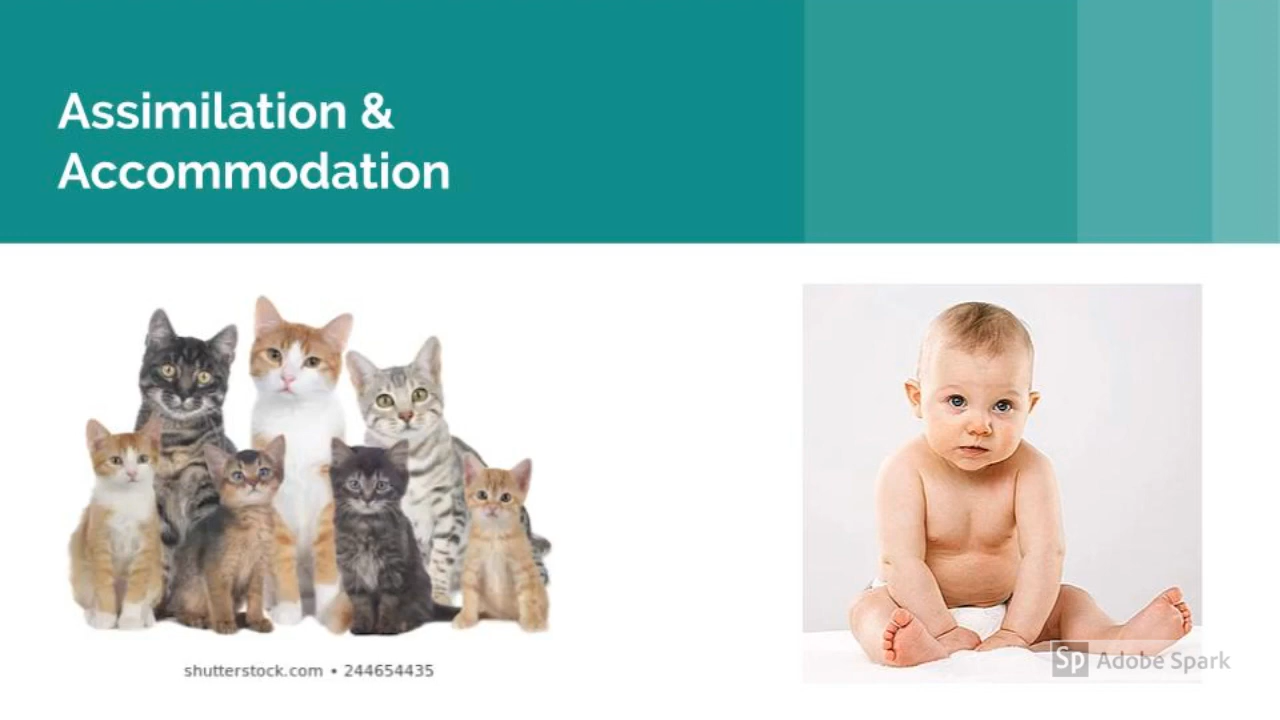 Assimilation &
Accommodation
shutterstock.com • 244654435
Sp Adobe Spark